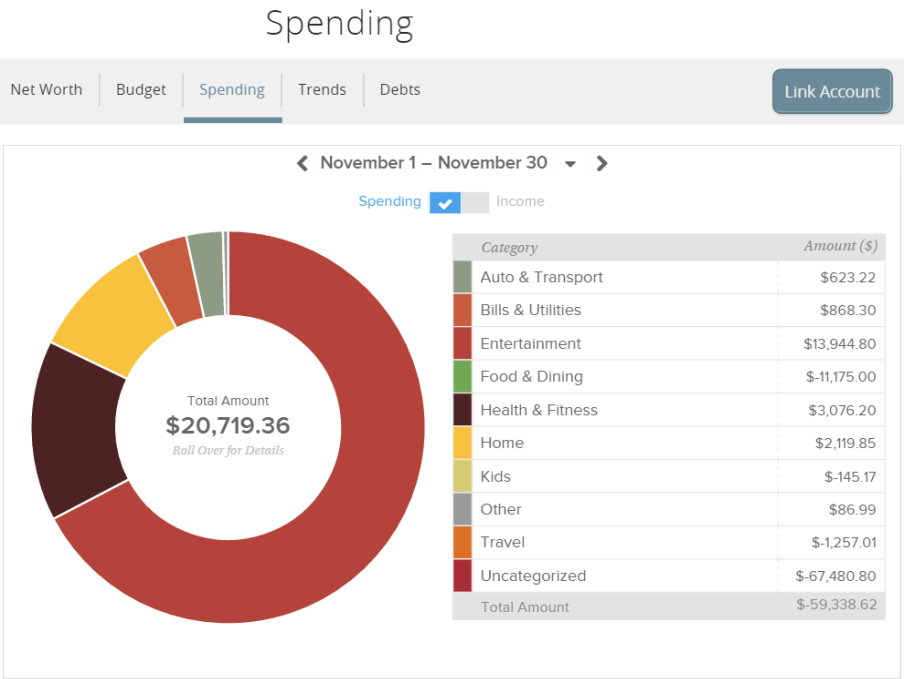 Spending
Net Worth Budget Spending Trends Debts Link Account
November 1 – November 30
Spending Income
Category Amount ($)
Auto & Transport $623.22
Bills & Utilities $868.30
Entertainment $13,944.80
Food & Dining $-11,175.00
Health & Fitness $3,076.20
Home $2,119.85
Kids $-145.17
Other $86.99
Travel $-1,257.01
Uncategorized $-67,480.80
Total Amount $-59,338.62
Total Amount
$20,719.36
Roll Over for Details